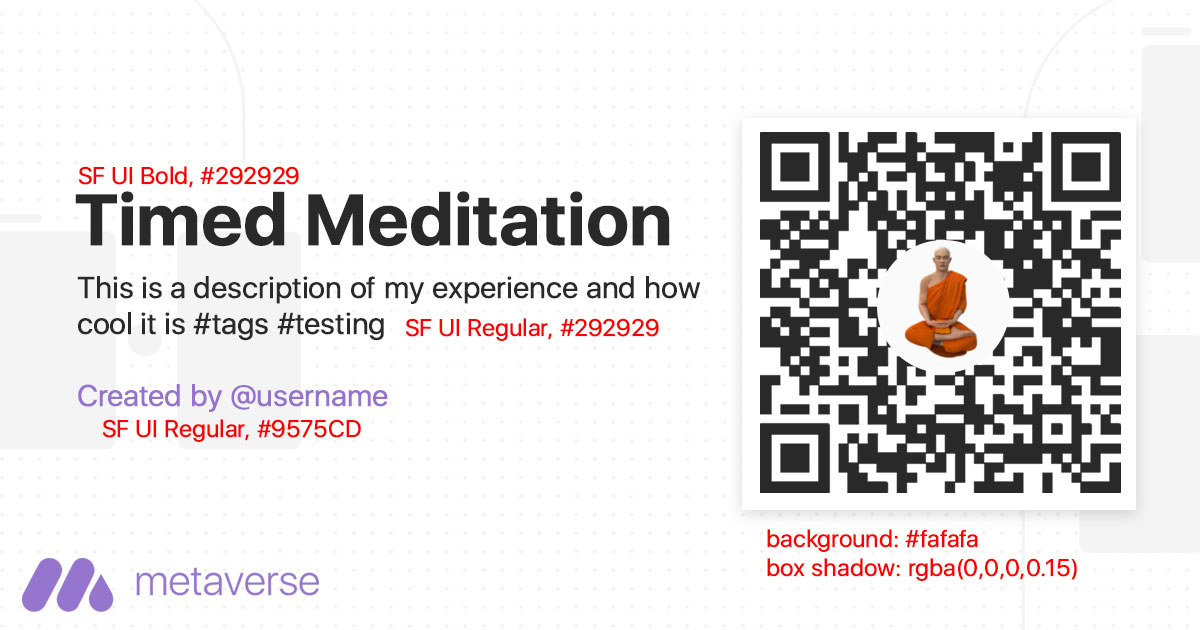 SF UI Bold, #292929
Timed Meditation
This is a description of my experience and how
cool it is #tags #testing
SF UI Regular, #292929
Created by @username
SF UI Regular, #9575CD
background: #fafafa
box shadow: rgba(0,0,0,0.15)
metaverse